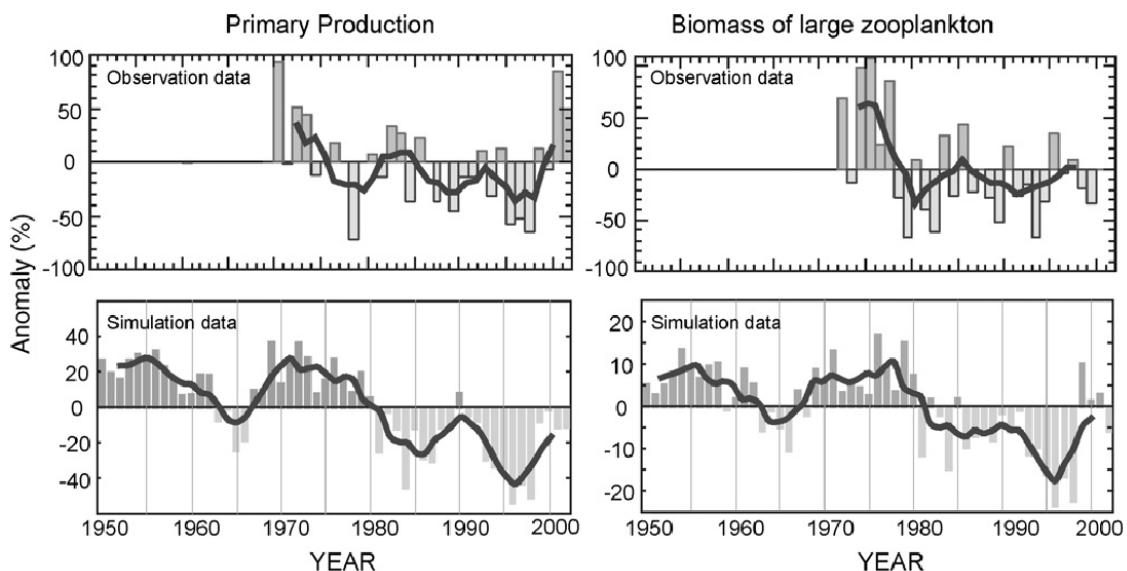 Primary Production
Biomass of large zooplankton
Anomaly (%)
100
50
0
-50
-100
Observation data
100
50
0
-50
-100
Observation data
40
20
0
-20
-40
Simulation data
1950 1960 1970 1980 1990 2000
YEAR
20
10
0
-10
-20
Simulation data
1950 1960 1970 1980 1990 2000
YEAR